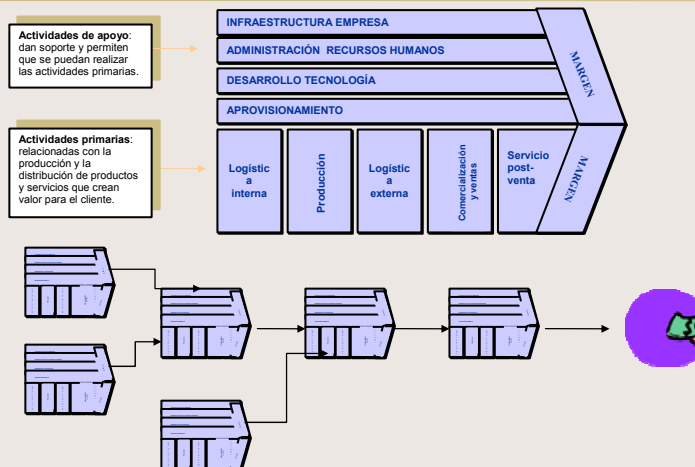 Actividades de apoyo:
dan soporte y permiten
que se puedan realizar
las actividades primarias.
INFRAESTRUCTURA EMPRESA
ADMINISTRACIÓN RECURSOS HUMANOS
DESARROLLO TECNOLOGÍA
APROVISIONAMIENTO
MARGEN
Actividades primarias:
relacionadas con la
producción y la
distribución de productos
y servicios que crean
valor para el cliente.
Logístic
a
interna
Producción
Logístic
a
externa
Comercialización
y ventas
Servicio
post-
venta
MARGEN